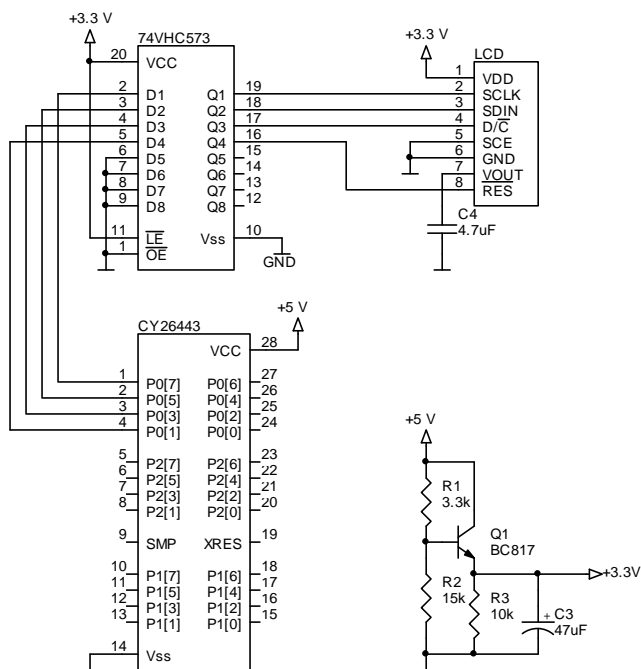 +3.3 V
74VHC573
20 VCC
2 D1 Q1 19
3 D2 Q2 18
4 D3 Q3 17
5 D4 Q4 16
6 D5 Q5 15
7 D6 Q6 14
8 D7 Q7 13
9 D8 Q8 12
11 LE Vss 10
1 OE
GND
+3.3 V
LCD
1 VDD
2 SCLK
3 SDIN
4 D/C
5 SCE
6 GND
7 VOUT
8 RES
C4
4.7uF
+5 V
CY26443
VCC 28
1 P0[7] P0[6] 27
2 P0[5] P0[4] 26
3 P0[3] P0[2] 25
4 P0[1] P0[0] 24
5 P2[7] P2[6] 23
6 P2[5] P2[4] 22
7 P2[3] P2[2] 21
8 P2[1] P2[0] 20
9 SMP XRES 19
10 P1[7] P1[6] 18
11 P1[5] P1[4] 17
12 P1[3] P1[2] 16
13 P1[1] P1[0] 15
14 Vss
+5 V
R1
3.3k
Q1
BC817
R2
15k
R3
10k
+3.3V
+
C3
47uF